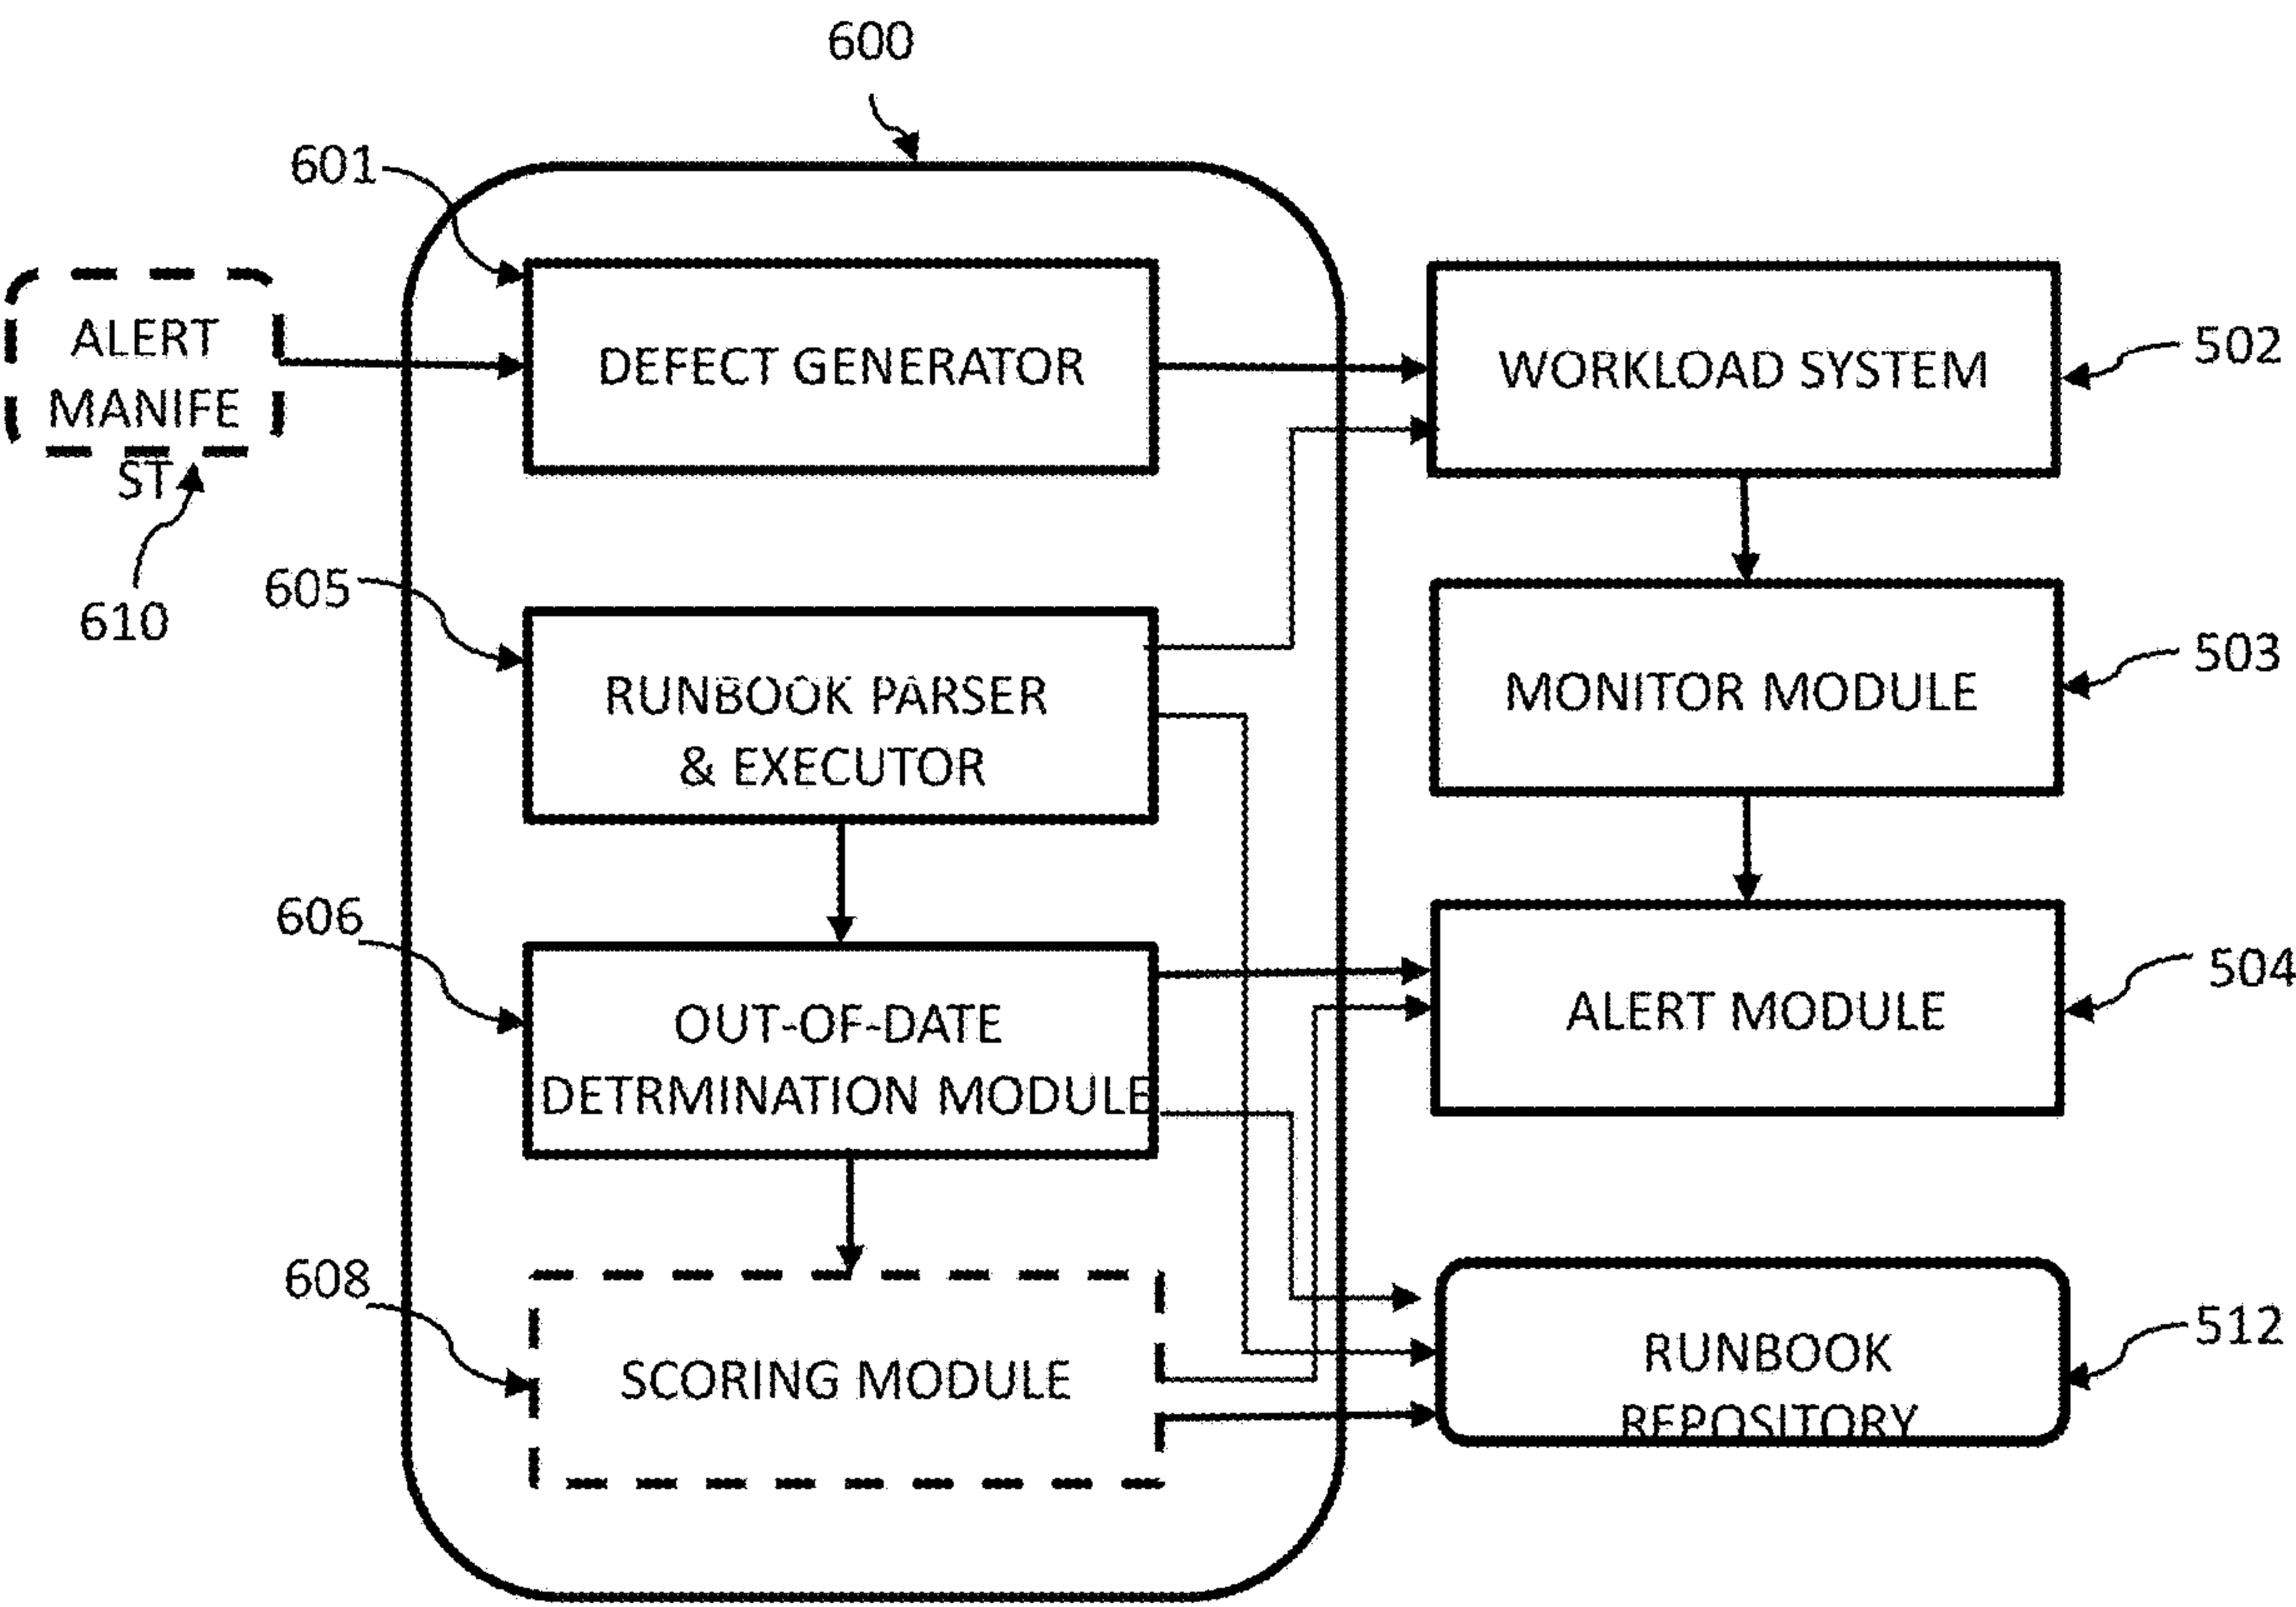 600
601
ALERT
MANIFE
ST
610
DEFECT GENERATOR
WORKLOAD SYSTEM
502
605
RUNBOOK PARSER
& EXECUTOR
MONITOR MODULE
503
606
OUT-OF-DATE
DETRMINATION MODULE
ALERT MODULE
504
608
SCORING MODULE
RUNBOOK
REPOSITORY
512